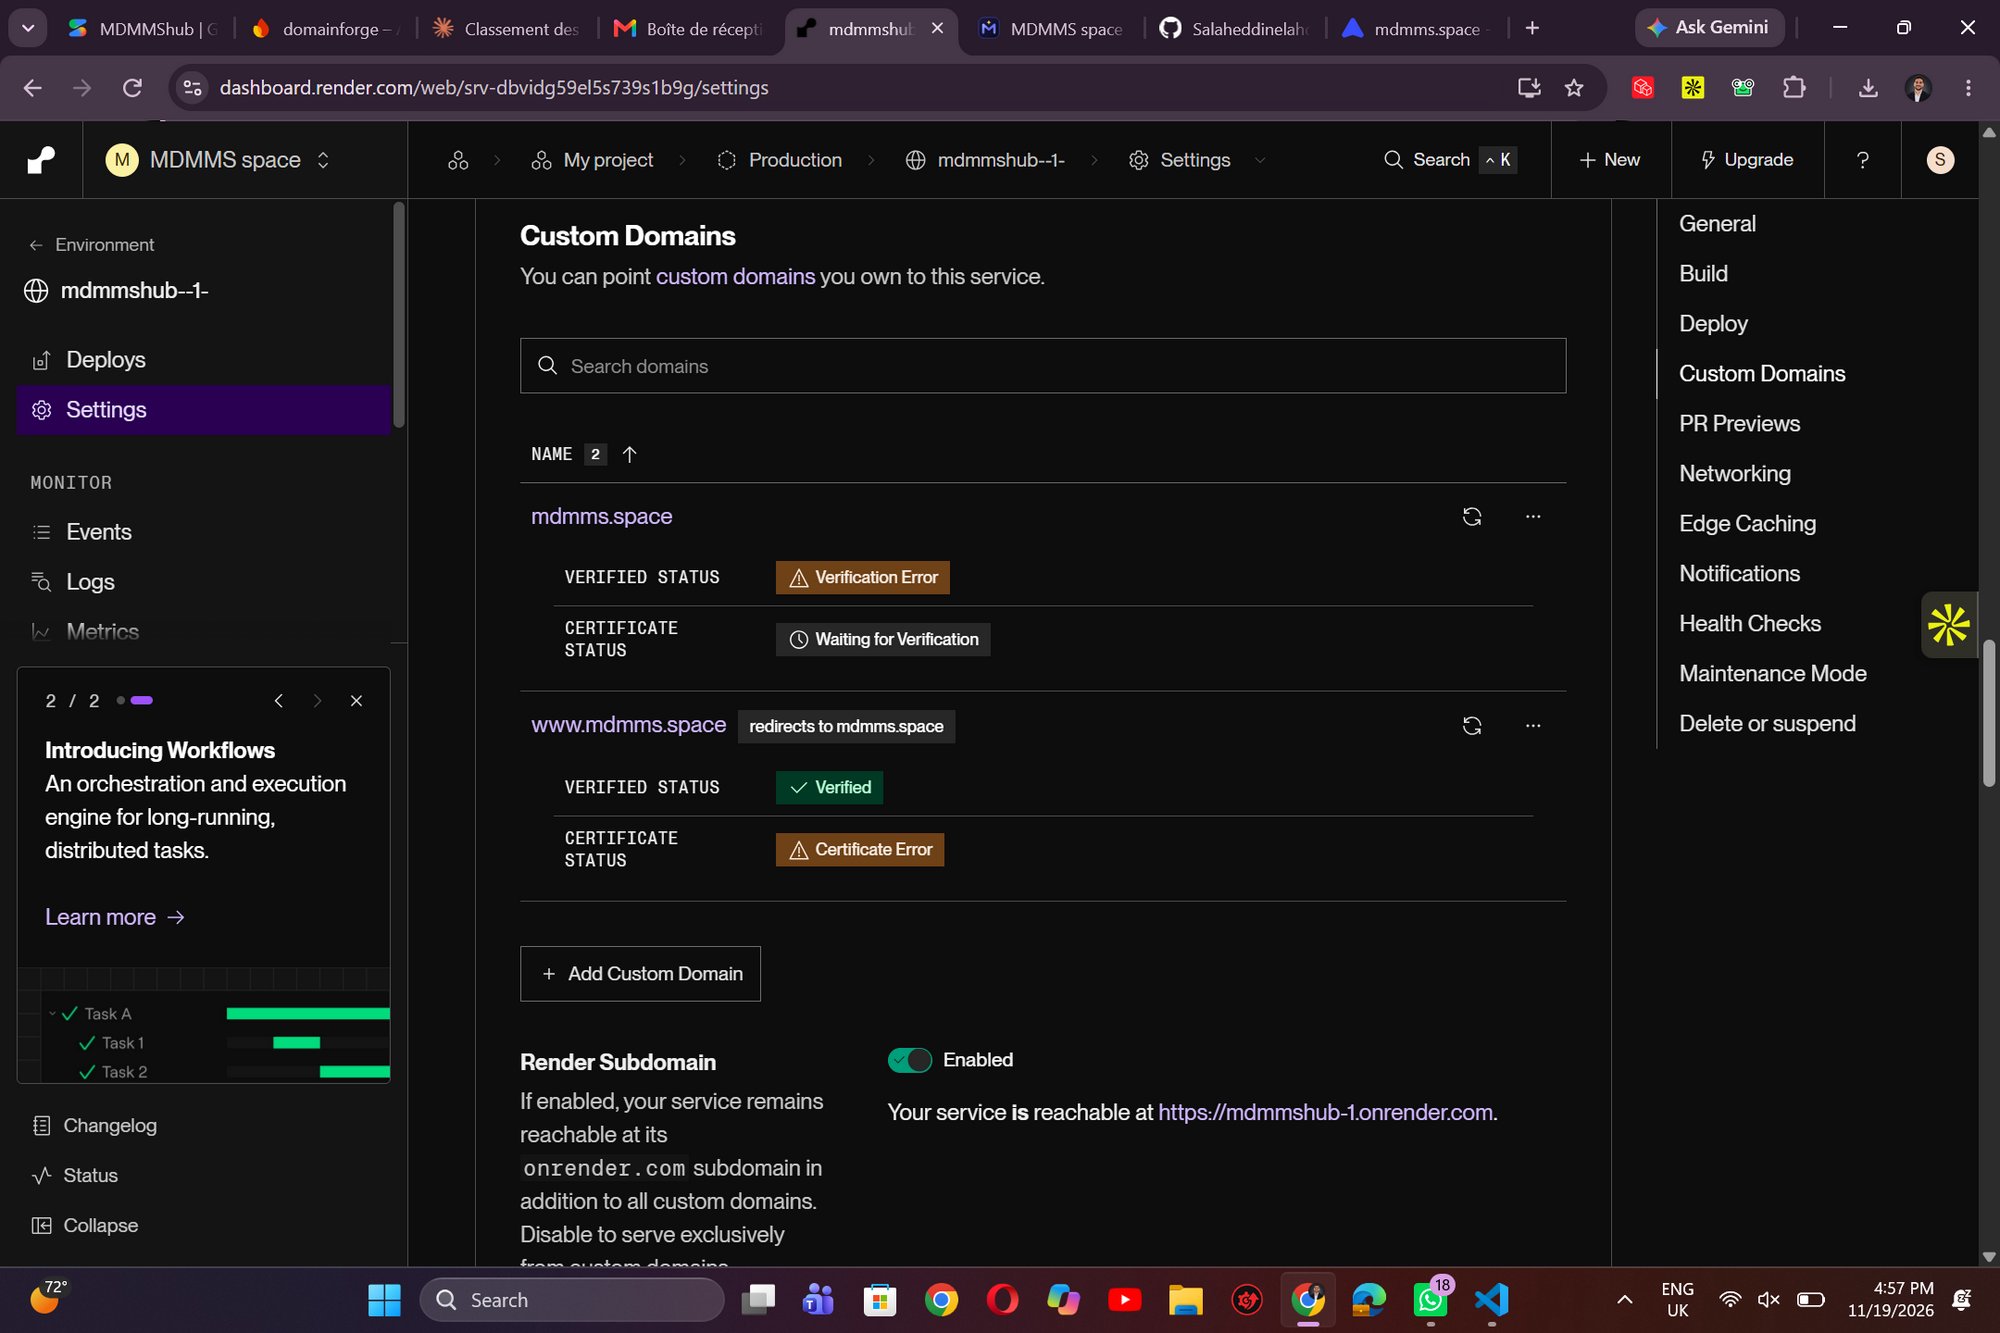 MDMMShub | G
domainforge – A
Classement des
Boîte de récepti
mdmmshub
MDMMS space
Salaheddinelah
mdmms.space -
Ask Gemini
dashboard.render.com/web/srv-dbvidg59el5s739s1b9g/settings
M
MDMMS space
My project
Production
mdmmshub--1-
Settings
Search
^ K
+ New
Upgrade
?
S
Environment
mdmmshub--1-
Deploys
Settings
MONITOR
Events
Logs
Metrics
2 / 2
Introducing Workflows
An orchestration and execution
engine for long-running,
distributed tasks.
Learn more →
Task A
Task 1
Task 2
Changelog
Status
Collapse
Custom Domains
You can point custom domains you own to this service.
Search domains
NAME 2 ↑
mdmms.space
VERIFIED STATUS
Verification Error
CERTIFICATE
STATUS
Waiting for Verification
www.mdmms.space
redirects to mdmms.space
VERIFIED STATUS
Verified
CERTIFICATE
STATUS
Certificate Error
+ Add Custom Domain
Render Subdomain
If enabled, your service remains
reachable at its
onrender.com subdomain in
addition to all custom domains.
Disable to serve exclusively
from custom domains.
Enabled
Your service is reachable at https://mdmmshub-1.onrender.com.
General
Build
Deploy
Custom Domains
PR Previews
Networking
Edge Caching
Notifications
Health Checks
Maintenance Mode
Delete or suspend
72°
Search
18
ENG
UK
4:57 PM
11/19/2026